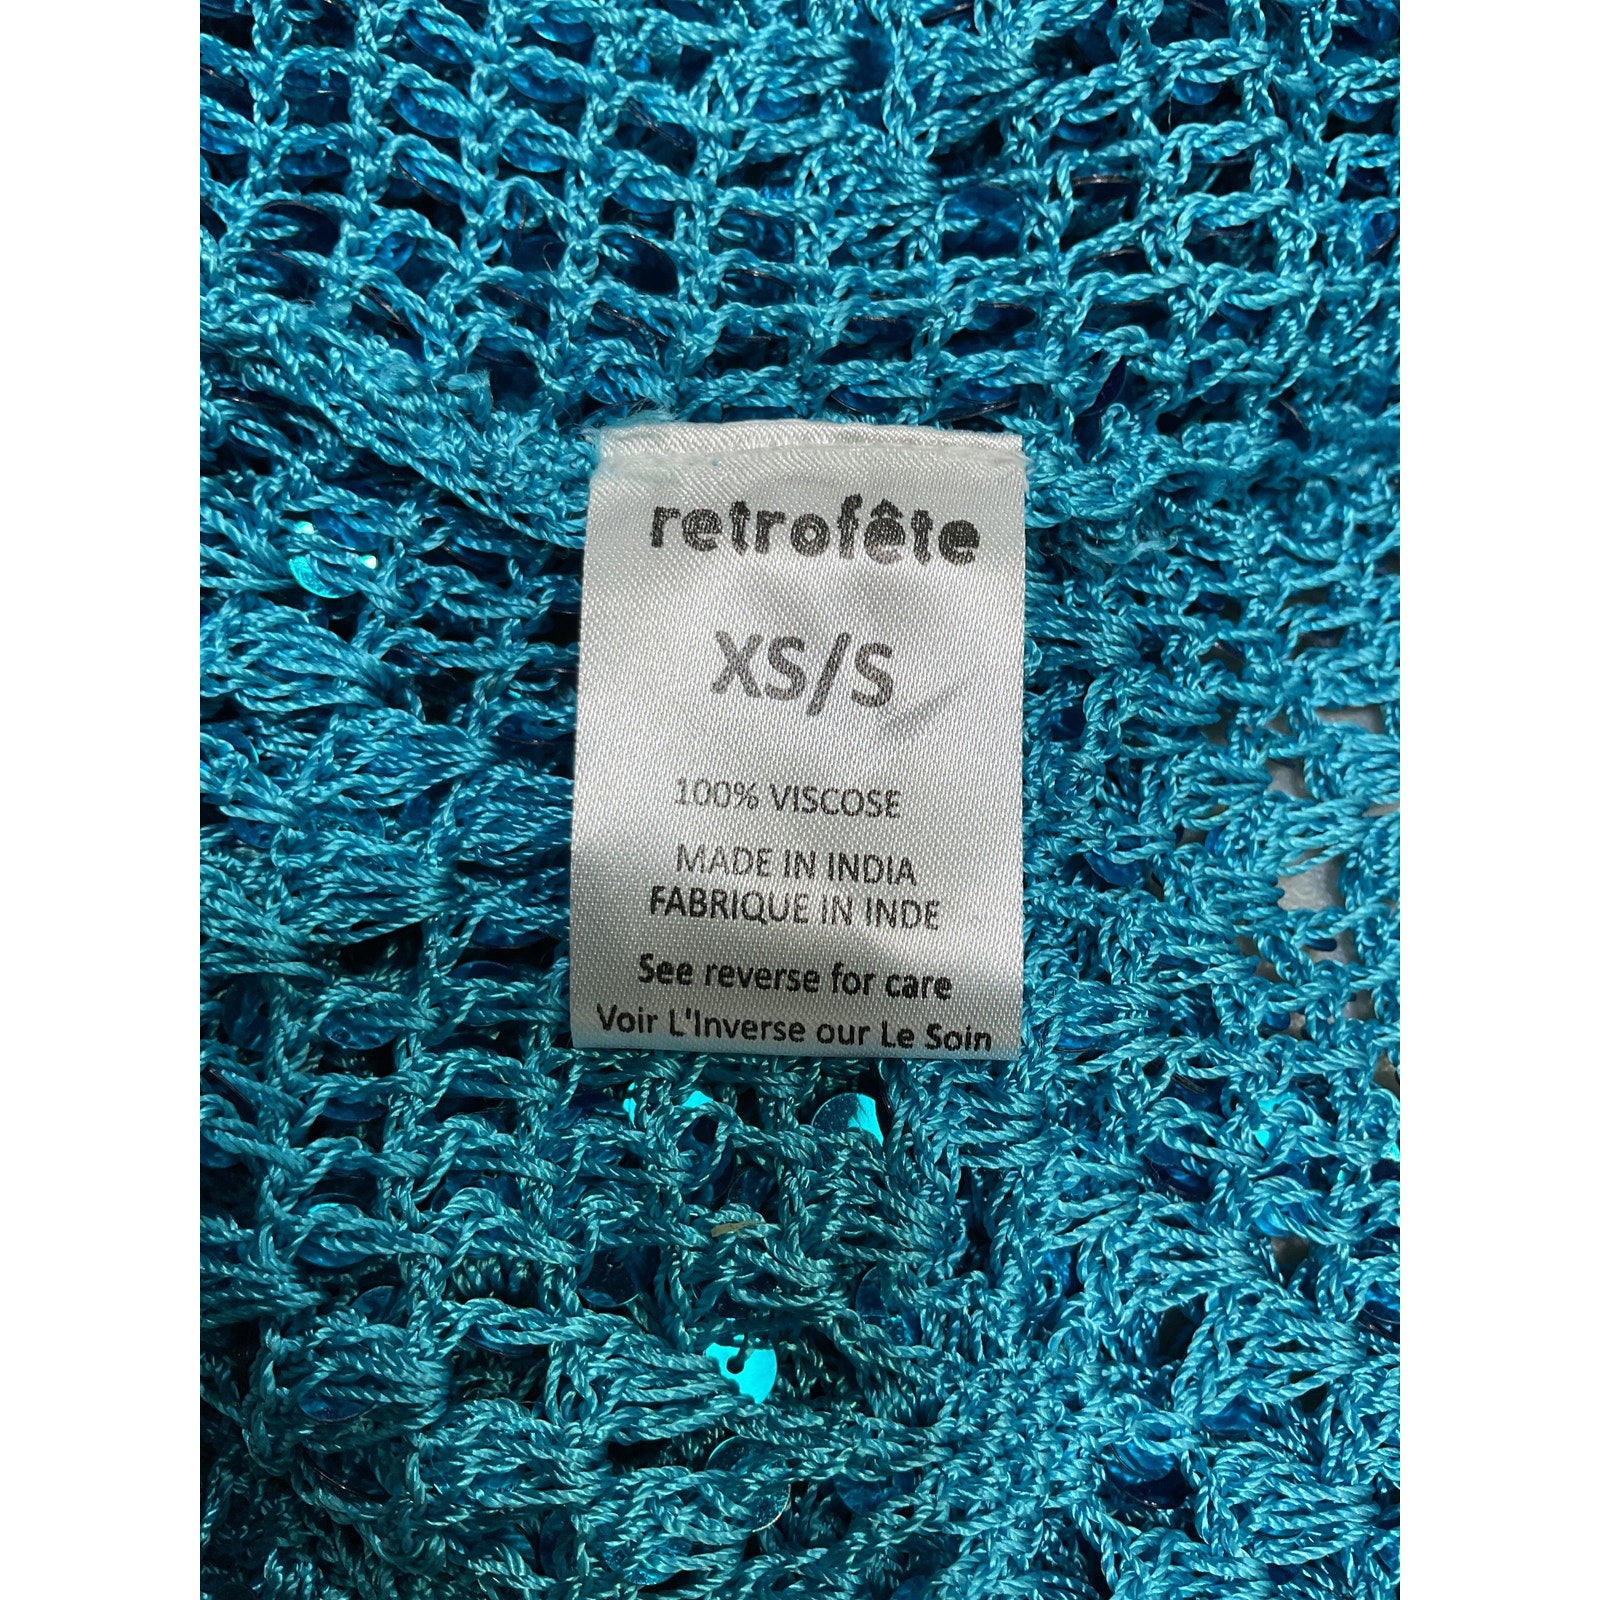 retrofête
XS/S
100% VISCOSE
MADE IN INDIA
FABRIQUE IN INDE
See reverse for care
Voir L'Inverse our Le Soin